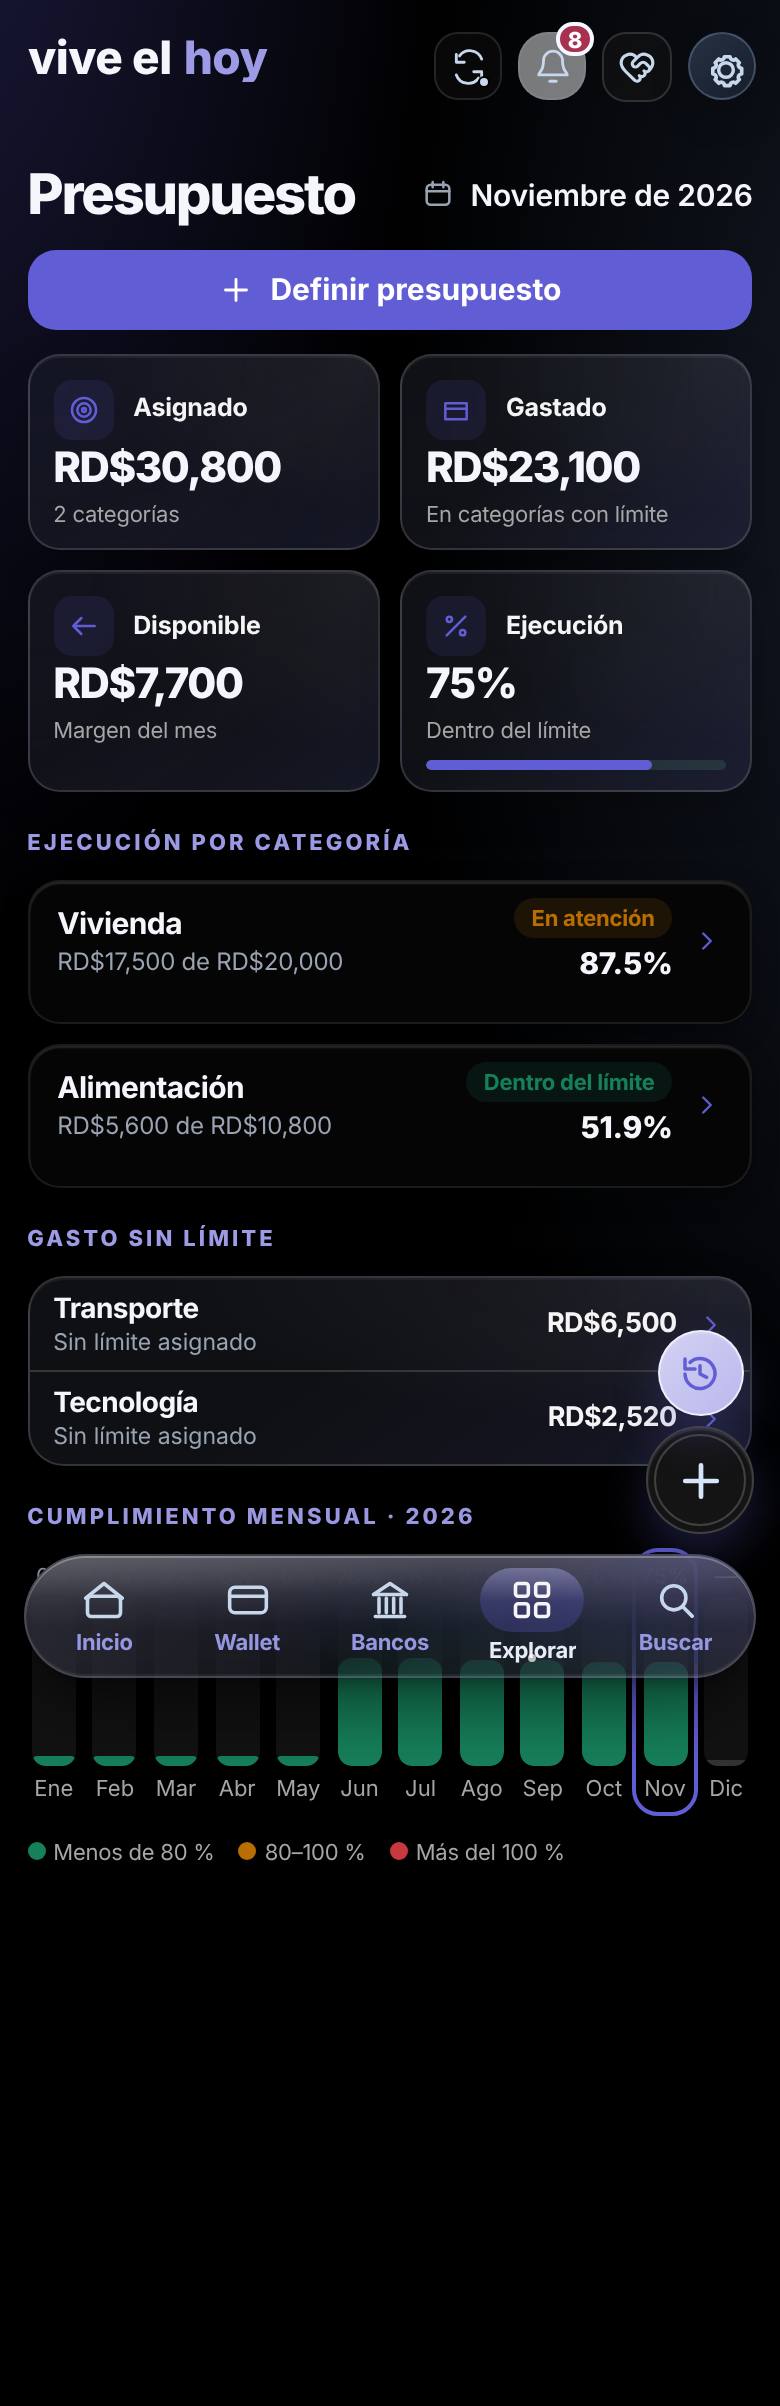 vive el hoy
8
Presupuesto
Noviembre de 2026
+ Definir presupuesto
Asignado
RD$30,800
2 categorías
Gastado
RD$23,100
En categorías con límite
Disponible
RD$7,700
Margen del mes
Ejecución
75%
Dentro del límite
EJECUCIÓN POR CATEGORÍA
Vivienda
En atención
RD$17,500 de RD$20,000
87.5%
Alimentación
Dentro del límite
RD$5,600 de RD$10,800
51.9%
GASTO SIN LÍMITE
Transporte
Sin límite asignado
RD$6,500
Tecnología
Sin límite asignado
RD$2,520
CUMPLIMIENTO MENSUAL · 2026
Inicio
Wallet
Bancos
Explorar
Buscar
Ene Feb Mar Abr May Jun Jul Ago Sep Oct Nov Dic
Menos de 80 % 80–100 % Más del 100 %